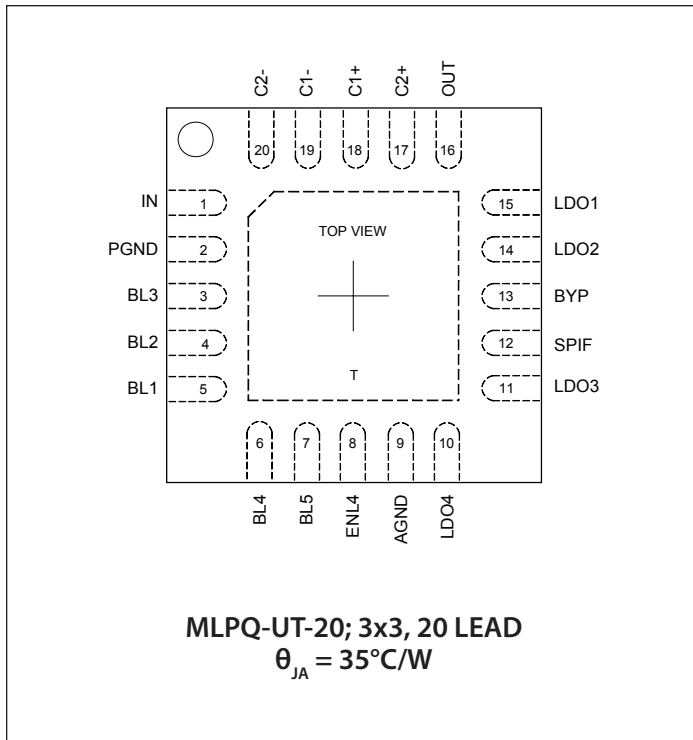 C2-
C1-
C1+
C2+
OUT
20
19
18
17
16
IN 1
15 LDO1
PGND 2
TOP VIEW
14 LDO2
BL3 3
13 BYP
BL2 4
12 SPIF
BL1 5
T
11 LDO3
6
7
8
9
10
BL4
BL5
ENL4
AGND
LDO4
MLPQ-UT-20; 3x3, 20 LEAD
θJA = 35°C/W